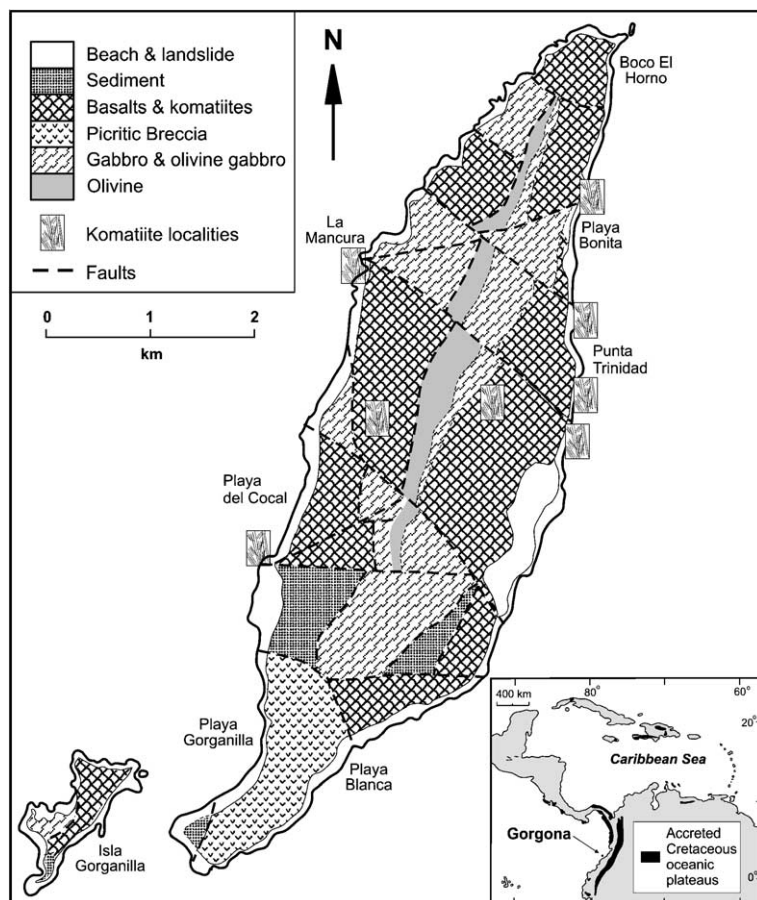 Beach & landslide
Sediment
Basalts & komatiites
Picritic Breccia
Gabbro & olivine gabbro
Olivine
Komatiite localities
Faults
0 1 2
km
N
Boco El
Horno
La
Mancura
Playa
Bonita
Punta
Trinidad
Playa
del Cocal
Playa
Gorganilla
Playa
Blanca
Isla
Gorganilla
400 km
80°
60°
20°
Caribbean Sea
Gorgona
Accreted
Cretaceous
oceanic
plateaus
0°